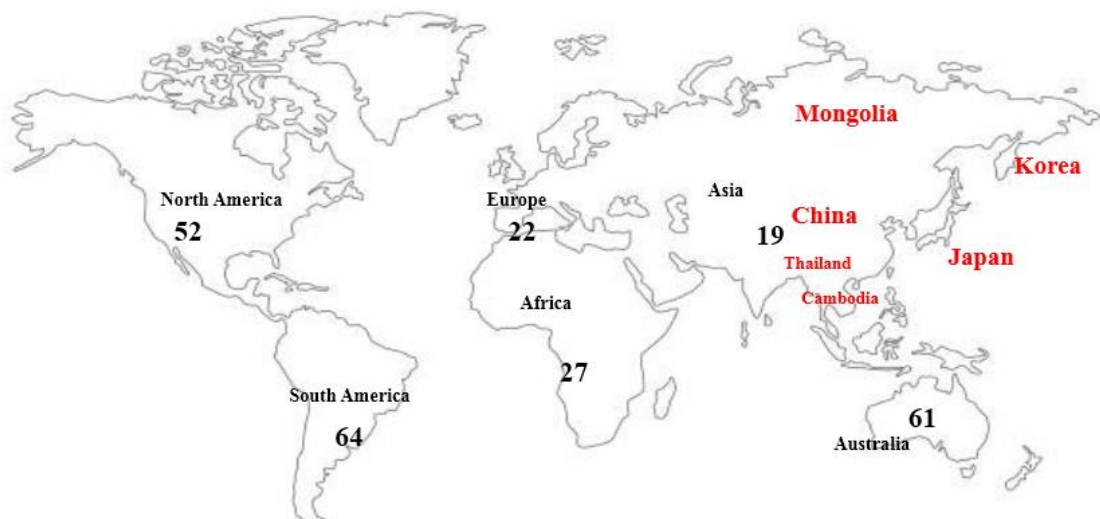 Mongolia
Korea
North America
52
Europe
22
Asia
China
19
Japan
Thailand
Cambodia
Africa
27
South America
64
61
Australia